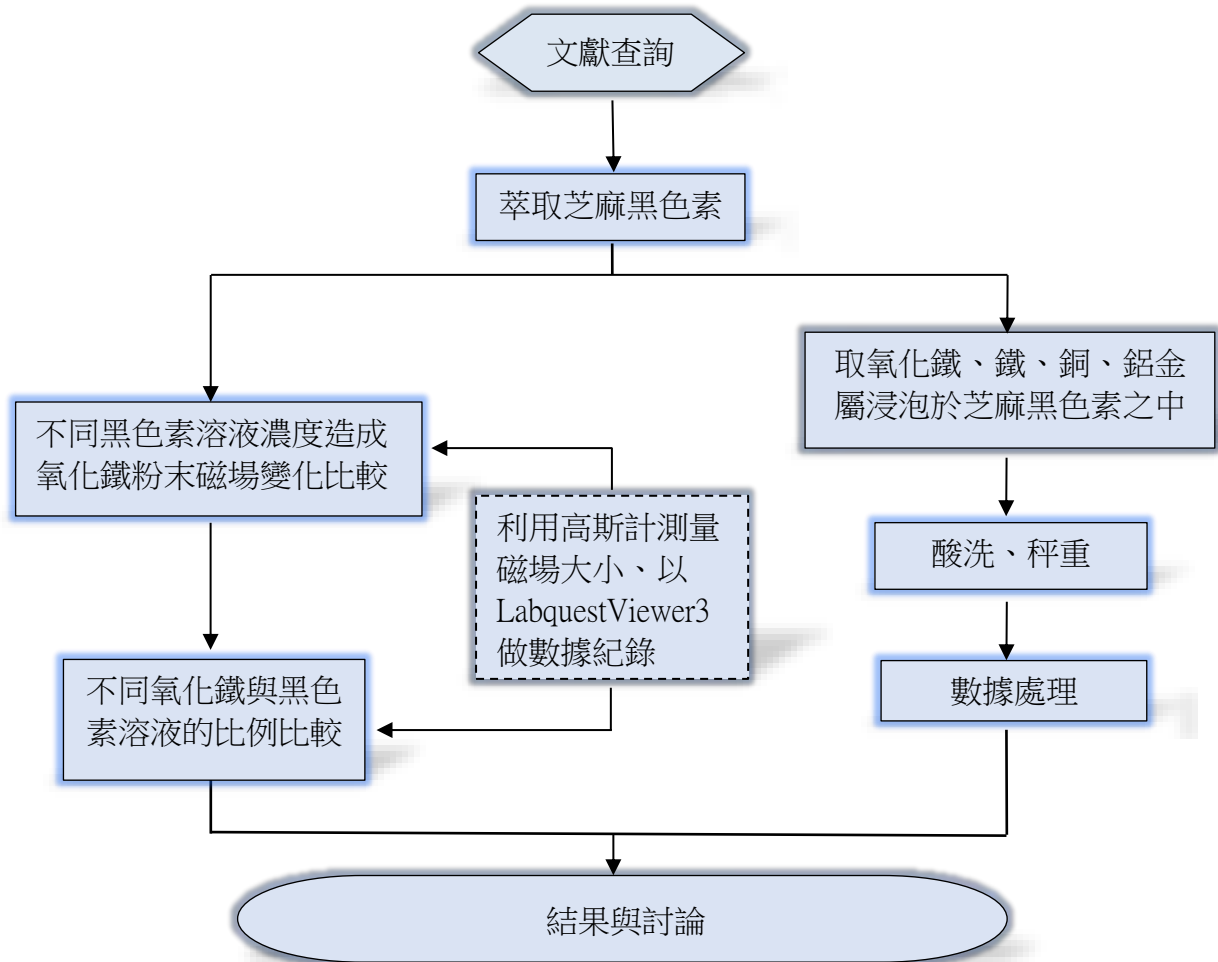 文獻查詢
萃取芝麻黑色素
取氧化鐵、鐵、銅、鋁金
屬浸泡於芝麻黑色素之中
不同黑色素溶液濃度造成
氧化鐵粉末磁場變化比較
利用高斯計測量
磁場大小、以
LabquestViewer3
做數據紀錄
酸洗、秤重
不同氧化鐵與黑色
素溶液的比例比較
數據處理
結果與討論